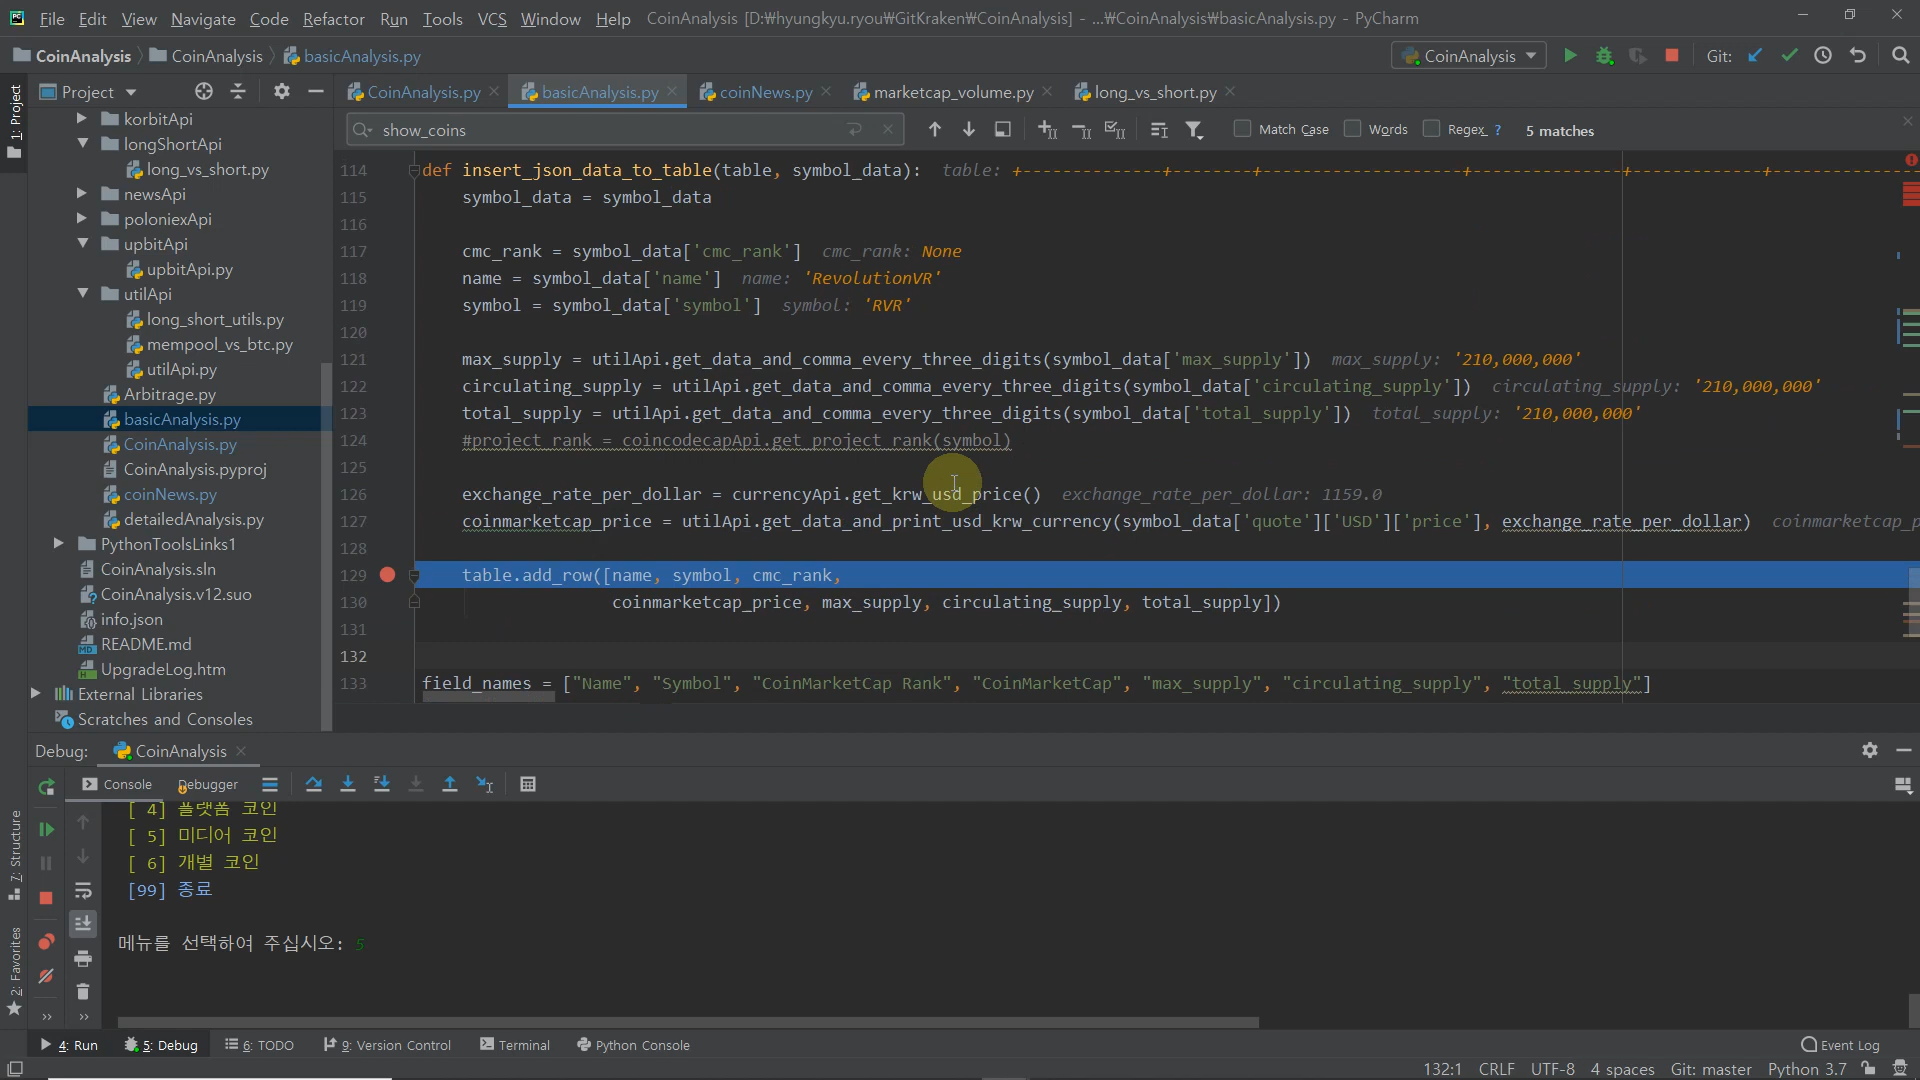 File Edit View Navigate Code Refactor Run Tools VCS Window Help CoinAnalysis [D:₩hyungkyu.ryou₩GitKraken₩CoinAnalysis] - ...₩CoinAnalysis₩basicAnalysis.py - PyCharm
CoinAnalysis CoinAnalysis basicAnalysis.py CoinAnalysis Git:
Project CoinAnalysis.py basicAnalysis.py coinNews.py marketcap_volume.py long_vs_short.py
show_coins Match Case Words Regex ? 5 matches
1: Project
korbitApi
longShortApi
long_vs_short.py
newsApi
poloniexApi
upbitApi
upbitApi.py
utilApi
long_short_utils.py
mempool_vs_btc.py
utilApi.py
Arbitrage.py
basicAnalysis.py
CoinAnalysis.py
CoinAnalysis.pyproj
coinNews.py
detailedAnalysis.py
PythonToolsLinks1
CoinAnalysis.sln
CoinAnalysis.v12.suo
info.json
README.md
UpgradeLog.htm
External Libraries
Scratches and Consoles
114 def insert_json_data_to_table(table, symbol_data): table: +--------------+--------+---------------------+---------------+--------------+---------------
115 symbol_data = symbol_data
116
117 cmc_rank = symbol_data['cmc_rank'] cmc_rank: None
118 name = symbol_data['name'] name: 'RevolutionVR'
119 symbol = symbol_data['symbol'] symbol: 'RVR'
120
121 max_supply = utilApi.get_data_and_comma_every_three_digits(symbol_data['max_supply']) max_supply: '210,000,000'
122 circulating_supply = utilApi.get_data_and_comma_every_three_digits(symbol_data['circulating_supply']) circulating_supply: '210,000,000'
123 total_supply = utilApi.get_data_and_comma_every_three_digits(symbol_data['total_supply']) total_supply: '210,000,000'
124 #project_rank = coincodecapApi.get_project_rank(symbol)
125
126 exchange_rate_per_dollar = currencyApi.get_krw_usd_price() exchange_rate_per_dollar: 1159.0
127 coinmarketcap_price = utilApi.get_data_and_print_usd_krw_currency(symbol_data['quote']['USD']['price'], exchange_rate_per_dollar) coinmarketcap_p
128
129 table.add_row([name, symbol, cmc_rank,
130 coinmarketcap_price, max_supply, circulating_supply, total_supply])
131
132
133 field_names = ["Name", "Symbol", "CoinMarketCap Rank", "CoinMarketCap", "max_supply", "circulating_supply", "total_supply"]
Debug: CoinAnalysis
Console Debugger
[ 4] 플랫폼 코인
[ 5] 미디어 코인
[ 6] 개별 코인
[99] 종료
메뉴를 선택하여 주십시오: 5
7: Structure
2: Favorites
4: Run 5: Debug 6: TODO 9: Version Control Terminal Python Console Event Log
132:1 CRLF UTF-8 4 spaces Git: master Python 3.7